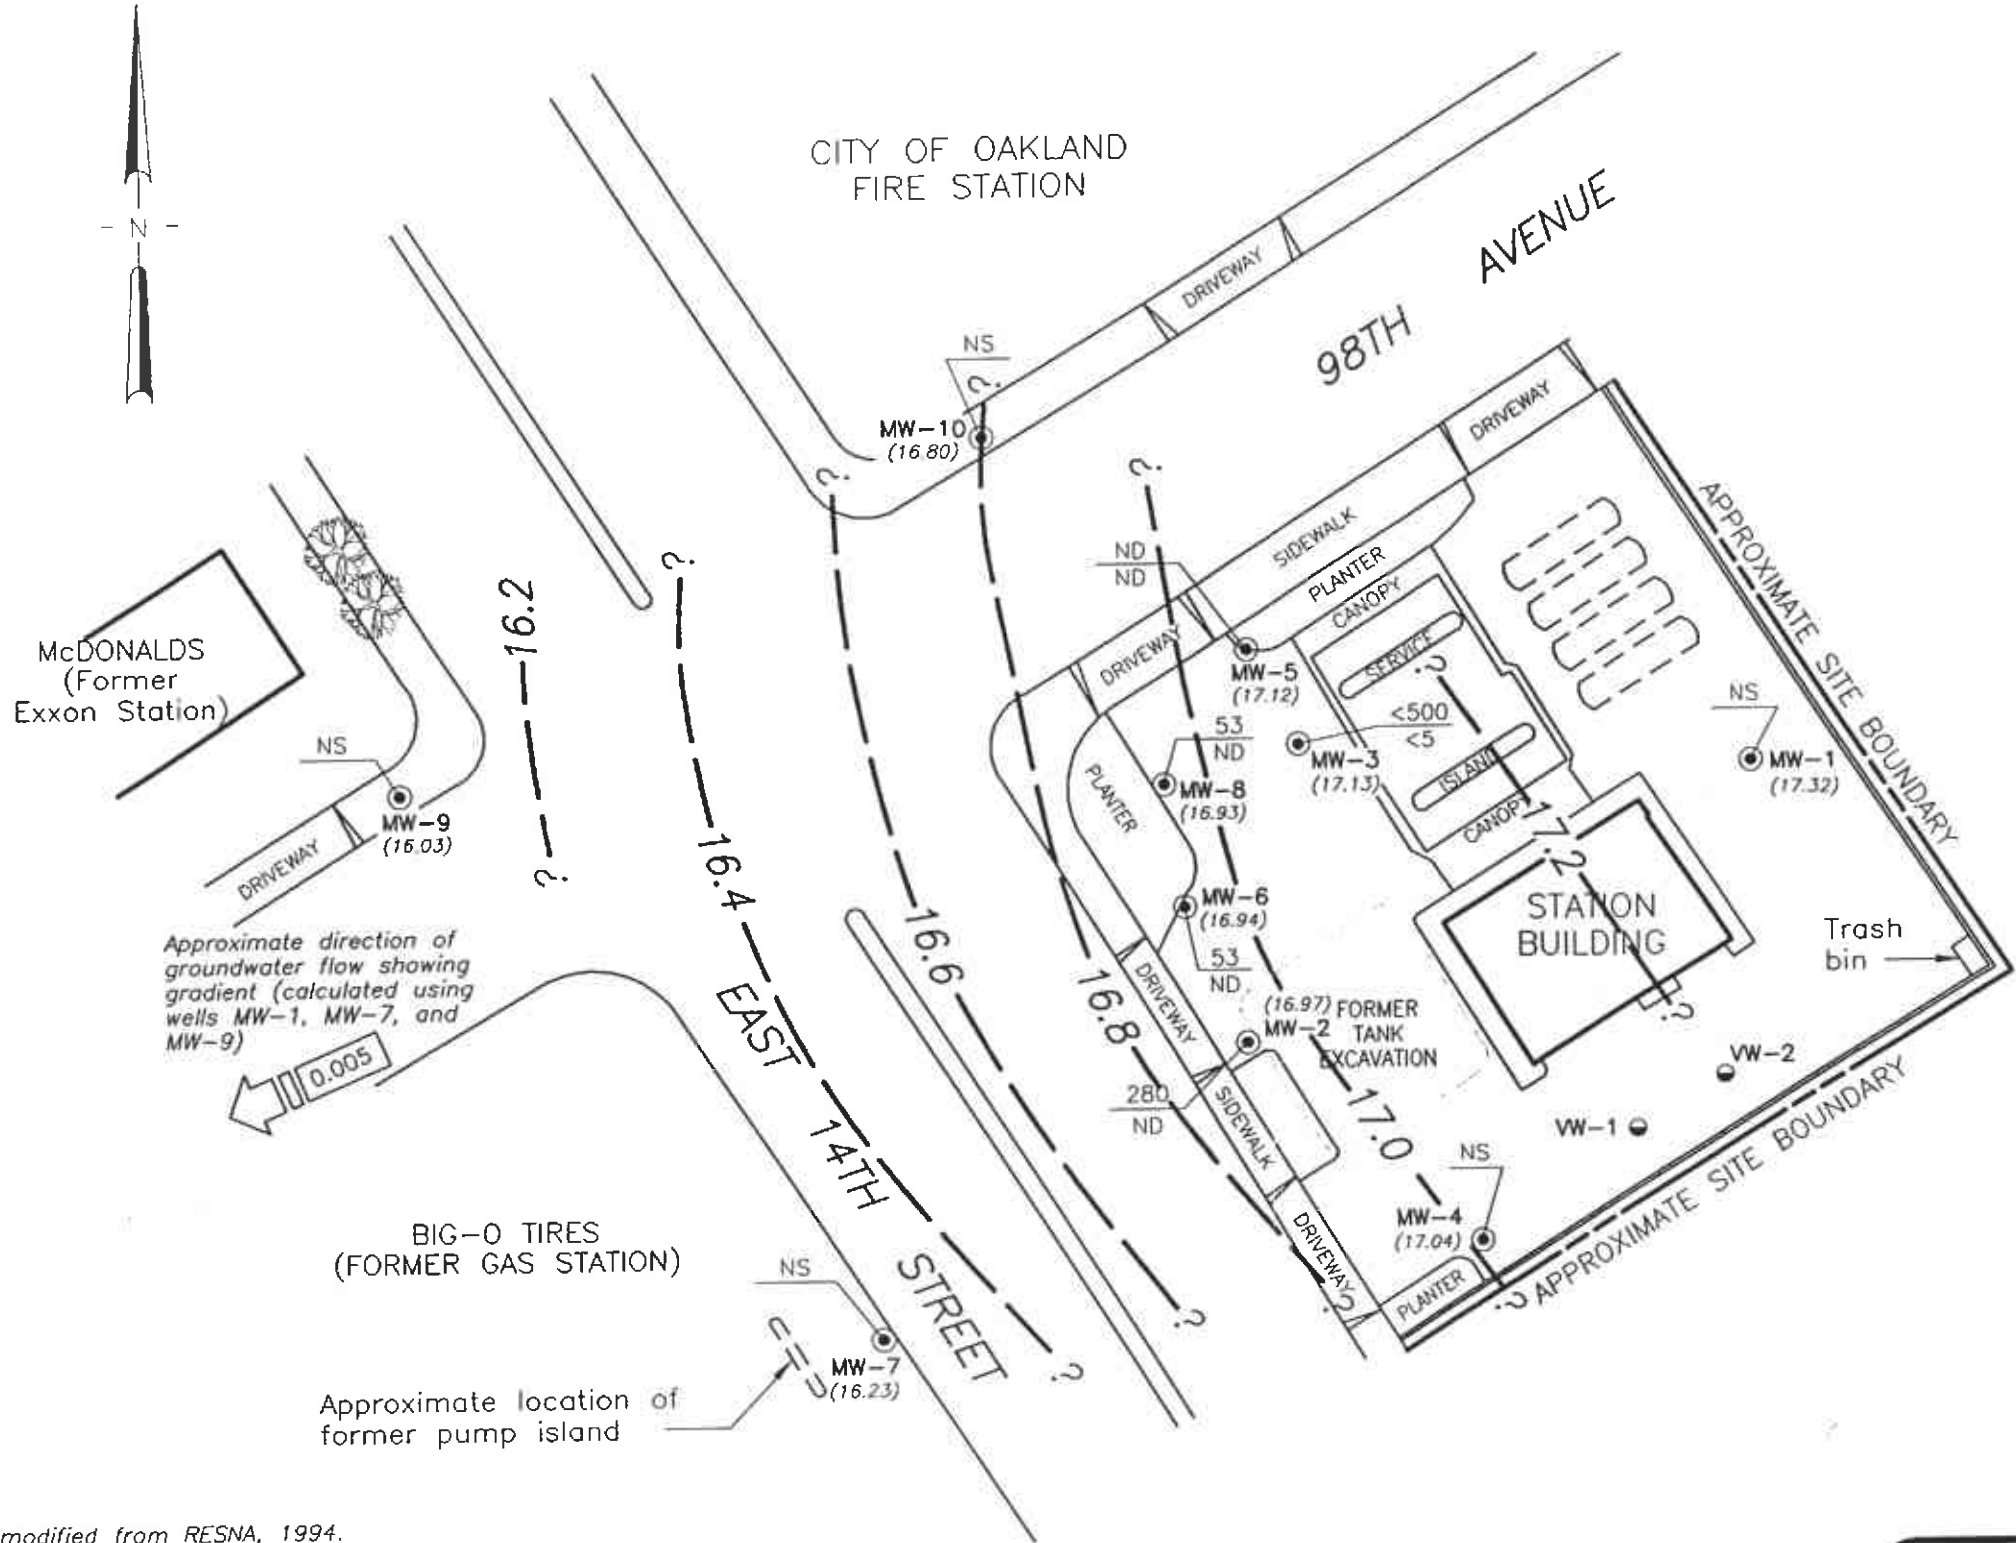 - N -
CITY OF OAKLAND
FIRE STATION
98TH AVENUE
DRIVEWAY
NS
?
MW-10
(16.80)
?
?
DRIVEWAY
SIDEWALK
PLANTER
CANOPY
SERVICE
ISLAND
CANOPY
?
17.2
?
STATION
BUILDING
APPROXIMATE SITE BOUNDARY
NS
MW-1
(17.32)
Trash
bin
VW-2
VW-1
APPROXIMATE SITE BOUNDARY
ND
ND
MW-5
(17.12)
DRIVEWAY
<500
<5
MW-3
(17.13)
53
ND
MW-8
(16.93)
PLANTER
MW-6
(16.94)
53
ND
(16.97)
MW-2
FORMER
TANK
EXCAVATION
280
ND
DRIVEWAY
SIDEWALK
DRIVEWAY
17.0
NS
MW-4
(17.04)
PLANTER
?
?
16.8
16.6
?
?
16.4
?
16.2
?
McDONALDS
(Former
Exxon Station)
NS
MW-9
(16.03)
DRIVEWAY
Approximate direction of
groundwater flow showing
gradient (calculated using
wells MW-1, MW-7, and
MW-9)
0.005
EAST
14TH
STREET
BIG-O TIRES
(FORMER GAS STATION)
NS
MW-7
(16.23)
Approximate location of
former pump island
modified from RESNA, 1994.